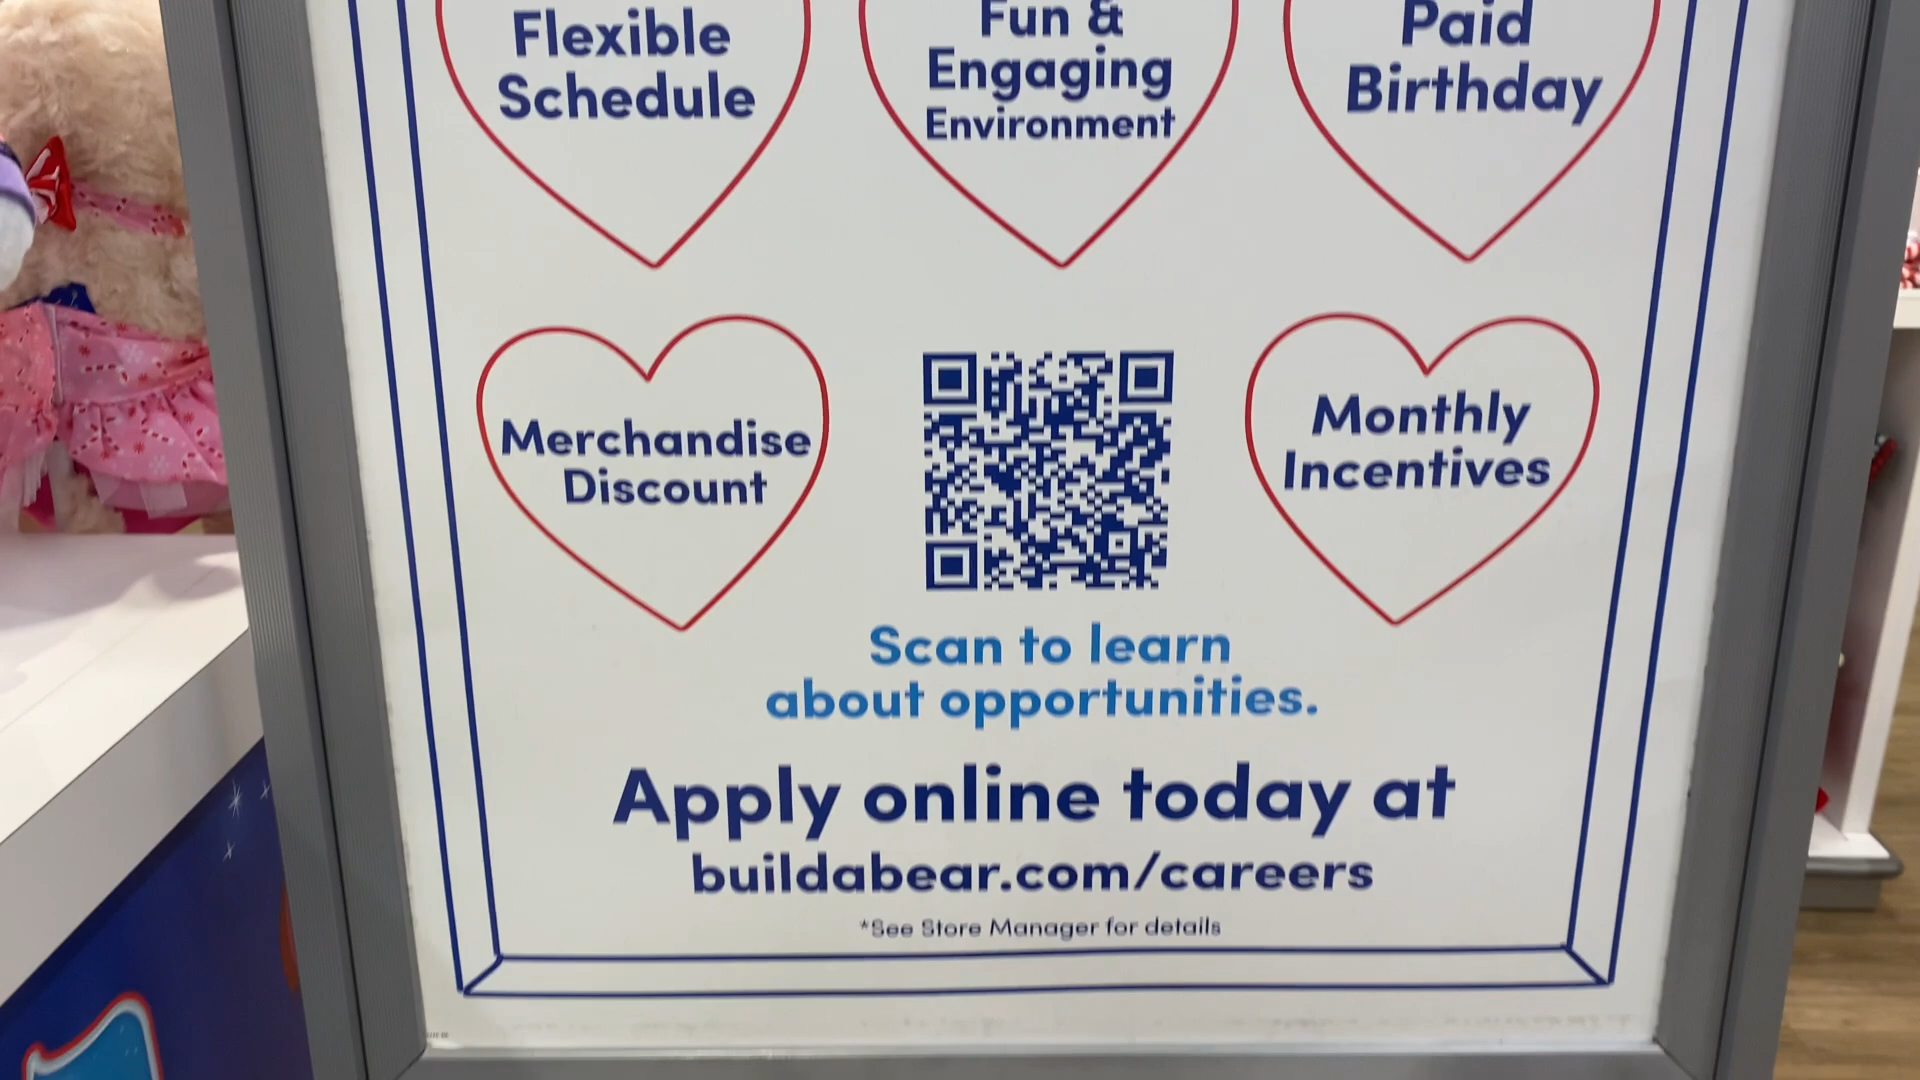 Flexible
Schedule
Fun &
Engaging
Environment
Paid
Birthday
Merchandise
Discount
Monthly
Incentives
Scan to learn
about opportunities.
Apply online today at
buildabear.com/careers
*See Store Manager for details